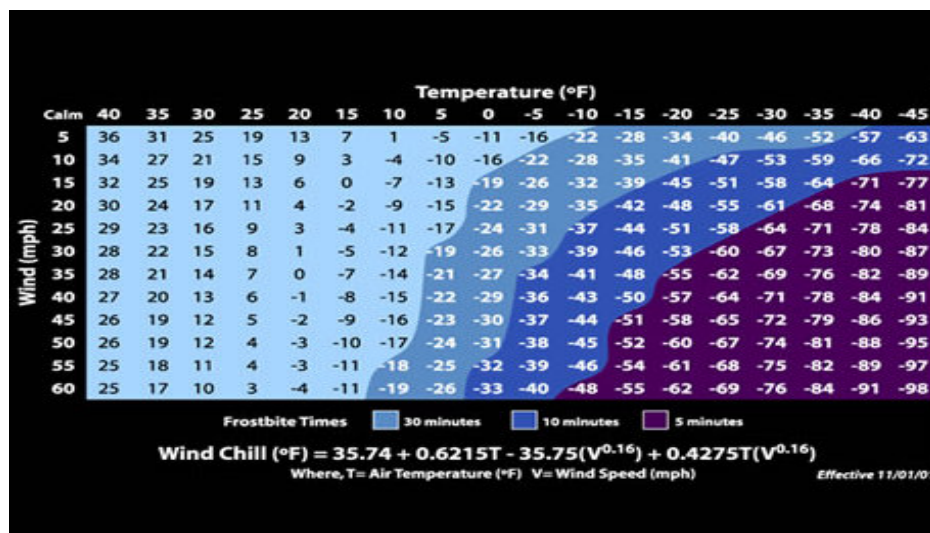 Temperature (ºF)
Calm 40 35 30 25 20 15 10 5 0 -5 -10 -15 -20 -25 -30 -35 -40 -45
Wind (mph)
5 36 31 25 19 13 7 1 -5 -11 -16 -22 -28 -34 -40 -46 -52 -57 -63
10 34 27 21 15 9 3 -4 -10 -16 -22 -28 -35 -41 -47 -53 -59 -66 -72
15 32 25 19 13 6 0 -7 -13 -19 -26 -32 -39 -45 -51 -58 -64 -71 -77
20 30 24 17 11 4 -2 -9 -15 -22 -29 -35 -42 -48 -55 -61 -68 -74 -81
25 29 23 16 9 3 -4 -11 -17 -24 -31 -37 -44 -51 -58 -64 -71 -78 -84
30 28 22 15 8 1 -5 -12 -19 -26 -33 -39 -46 -53 -60 -67 -73 -80 -87
35 28 21 14 7 0 -7 -14 -21 -27 -34 -41 -48 -55 -62 -69 -76 -82 -89
40 27 20 13 6 -1 -8 -15 -22 -29 -36 -43 -50 -57 -64 -71 -78 -84 -91
45 26 19 12 5 -2 -9 -16 -23 -30 -37 -44 -51 -58 -65 -72 -79 -86 -93
50 26 19 12 4 -3 -10 -17 -24 -31 -38 -45 -52 -60 -67 -74 -81 -88 -95
55 25 18 11 4 -3 -11 -18 -25 -32 -39 -46 -54 -61 -68 -75 -82 -89 -97
60 25 17 10 3 -4 -11 -19 -26 -33 -40 -48 -55 -62 -69 -76 -84 -91 -98
Frostbite Times 30 minutes 10 minutes 5 minutes
Wind Chill (ºF) = 35.74 + 0.6215T - 35.75(V^0.16) + 0.4275T(V^0.16)
Where, T= Air Temperature (ºF) V= Wind Speed (mph)
Effective 11/01/0